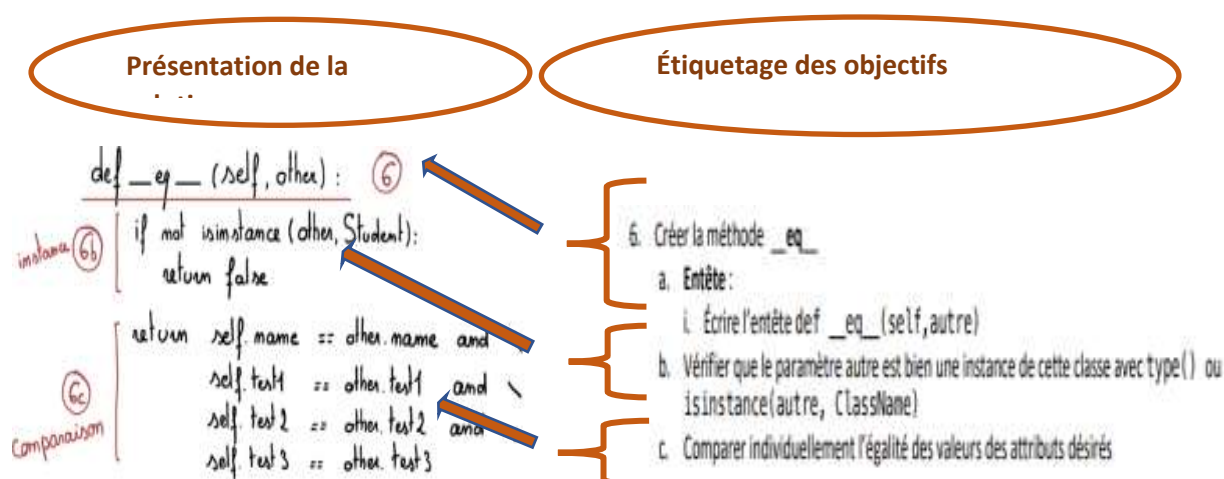 Présentation de la
Étiquetage des objectifs
def __eq__ (self, other): 6
instance 6b
if not isinstance (other, Student):
return false
6c
Comparaison
return self.name == other.name and \
self.test1 == other.test1 and \
self.test2 == other.test2 and
self.test3 == other.test3
6. Créer la méthode __eq__
a. Entête :
i. Écrire l'entête def __eq__(self,autre)
b. Vérifier que le paramètre autre est bien une instance de cette classe avec type() ou
isinstance(autre, ClassName)
c. Comparer individuellement l'égalité des valeurs des attributs désirés